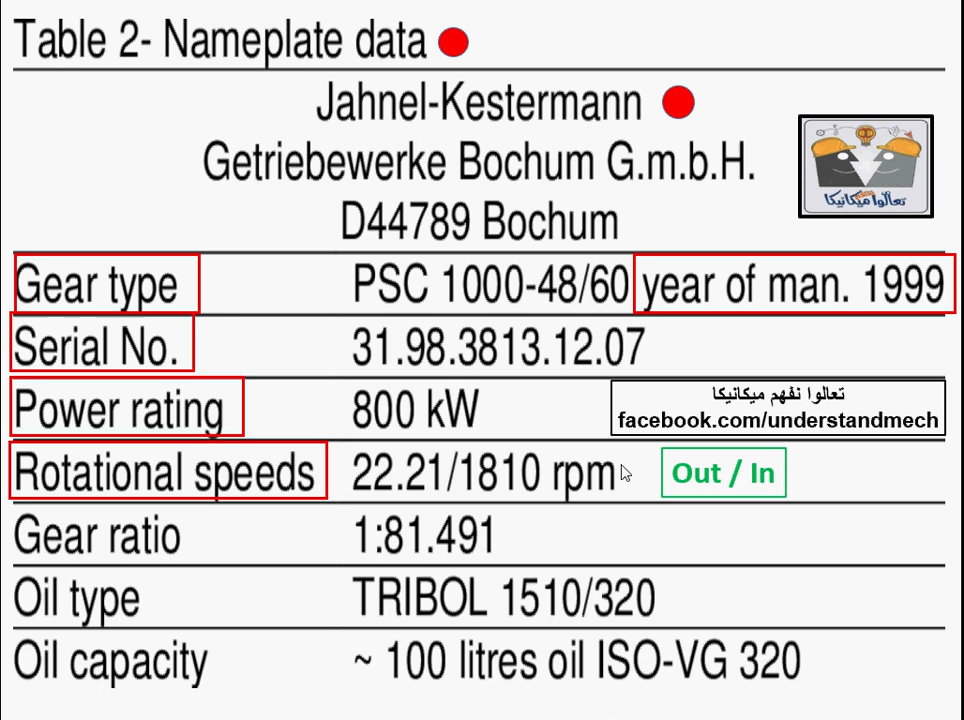 Table 2- Nameplate data
Jahnel-Kestermann
Getriebewerke Bochum G.m.b.H.
D44789 Bochum
تعالوا نفهم ميكانيكا
Gear type PSC 1000-48/60 year of man. 1999
Serial No. 31.98.3813.12.07
Power rating 800 kW
تعالوا نفهم ميكانيكا
facebook.com/understandmech
Rotational speeds 22.21/1810 rpm Out / In
Gear ratio 1:81.491
Oil type TRIBOL 1510/320
Oil capacity ~ 100 litres oil ISO-VG 320